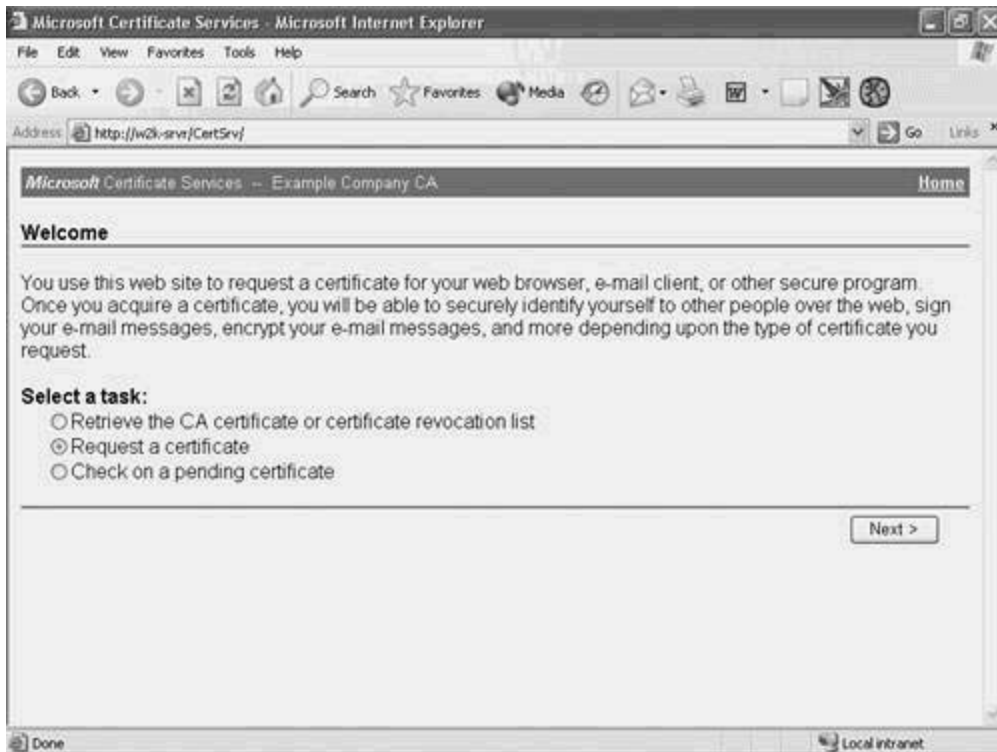 Microsoft Certificate Services - Microsoft Internet Explorer
File Edit View Favorites Tools Help
Back Search Favorites Media
Address http://w2k-srvr/CertSrv/ Go Links
Microsoft Certificate Services -- Example Company CA Home
Welcome
You use this web site to request a certificate for your web browser, e-mail client, or other secure program.
Once you acquire a certificate, you will be able to securely identify yourself to other people over the web, sign
your e-mail messages, encrypt your e-mail messages, and more depending upon the type of certificate you
request.
Select a task:
Retrieve the CA certificate or certificate revocation list
Request a certificate
Check on a pending certificate
Next >
Done Local intranet